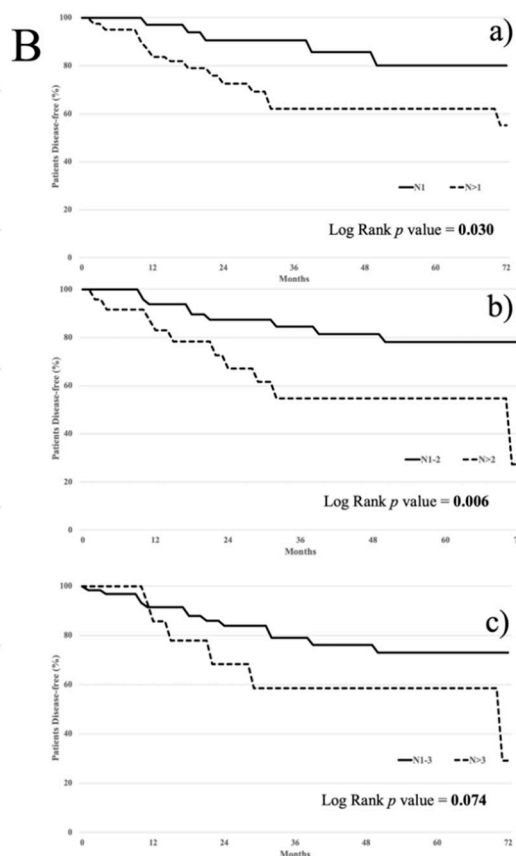 B
a)
100
80
60
40
20
0
Patients Disease-free (%)
N1 N>1
Log Rank p value = 0.030
0 12 24 36 48 60 72
Months
b)
100
80
60
40
20
0
Patients Disease-free (%)
N1-2 N>2
Log Rank p value = 0.006
0 12 24 36 48 60 7
Months
c)
100
80
60
40
20
0
Patients Disease-free (%)
N1-3 N>3
Log Rank p value = 0.074
0 12 24 36 48 60 72
Months